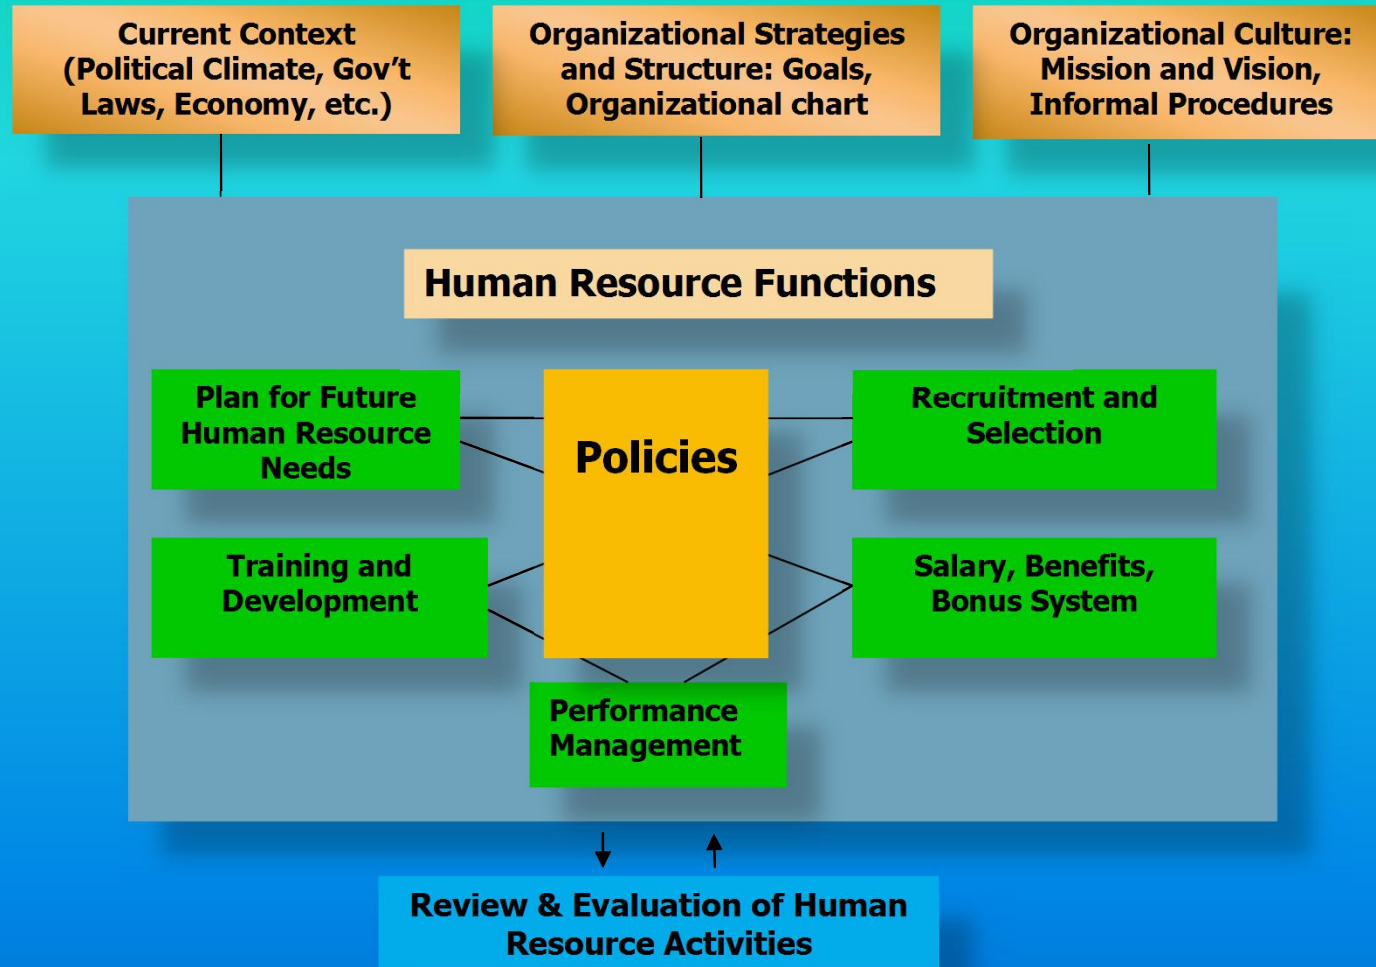 Current Context
(Political Climate, Gov't
Laws, Economy, etc.)
Organizational Strategies
and Structure: Goals,
Organizational chart
Organizational Culture:
Mission and Vision,
Informal Procedures
Human Resource Functions
Plan for Future
Human Resource
Needs
Policies
Recruitment and
Selection
Training and
Development
Salary, Benefits,
Bonus System
Performance
Management
Review & Evaluation of Human
Resource Activities